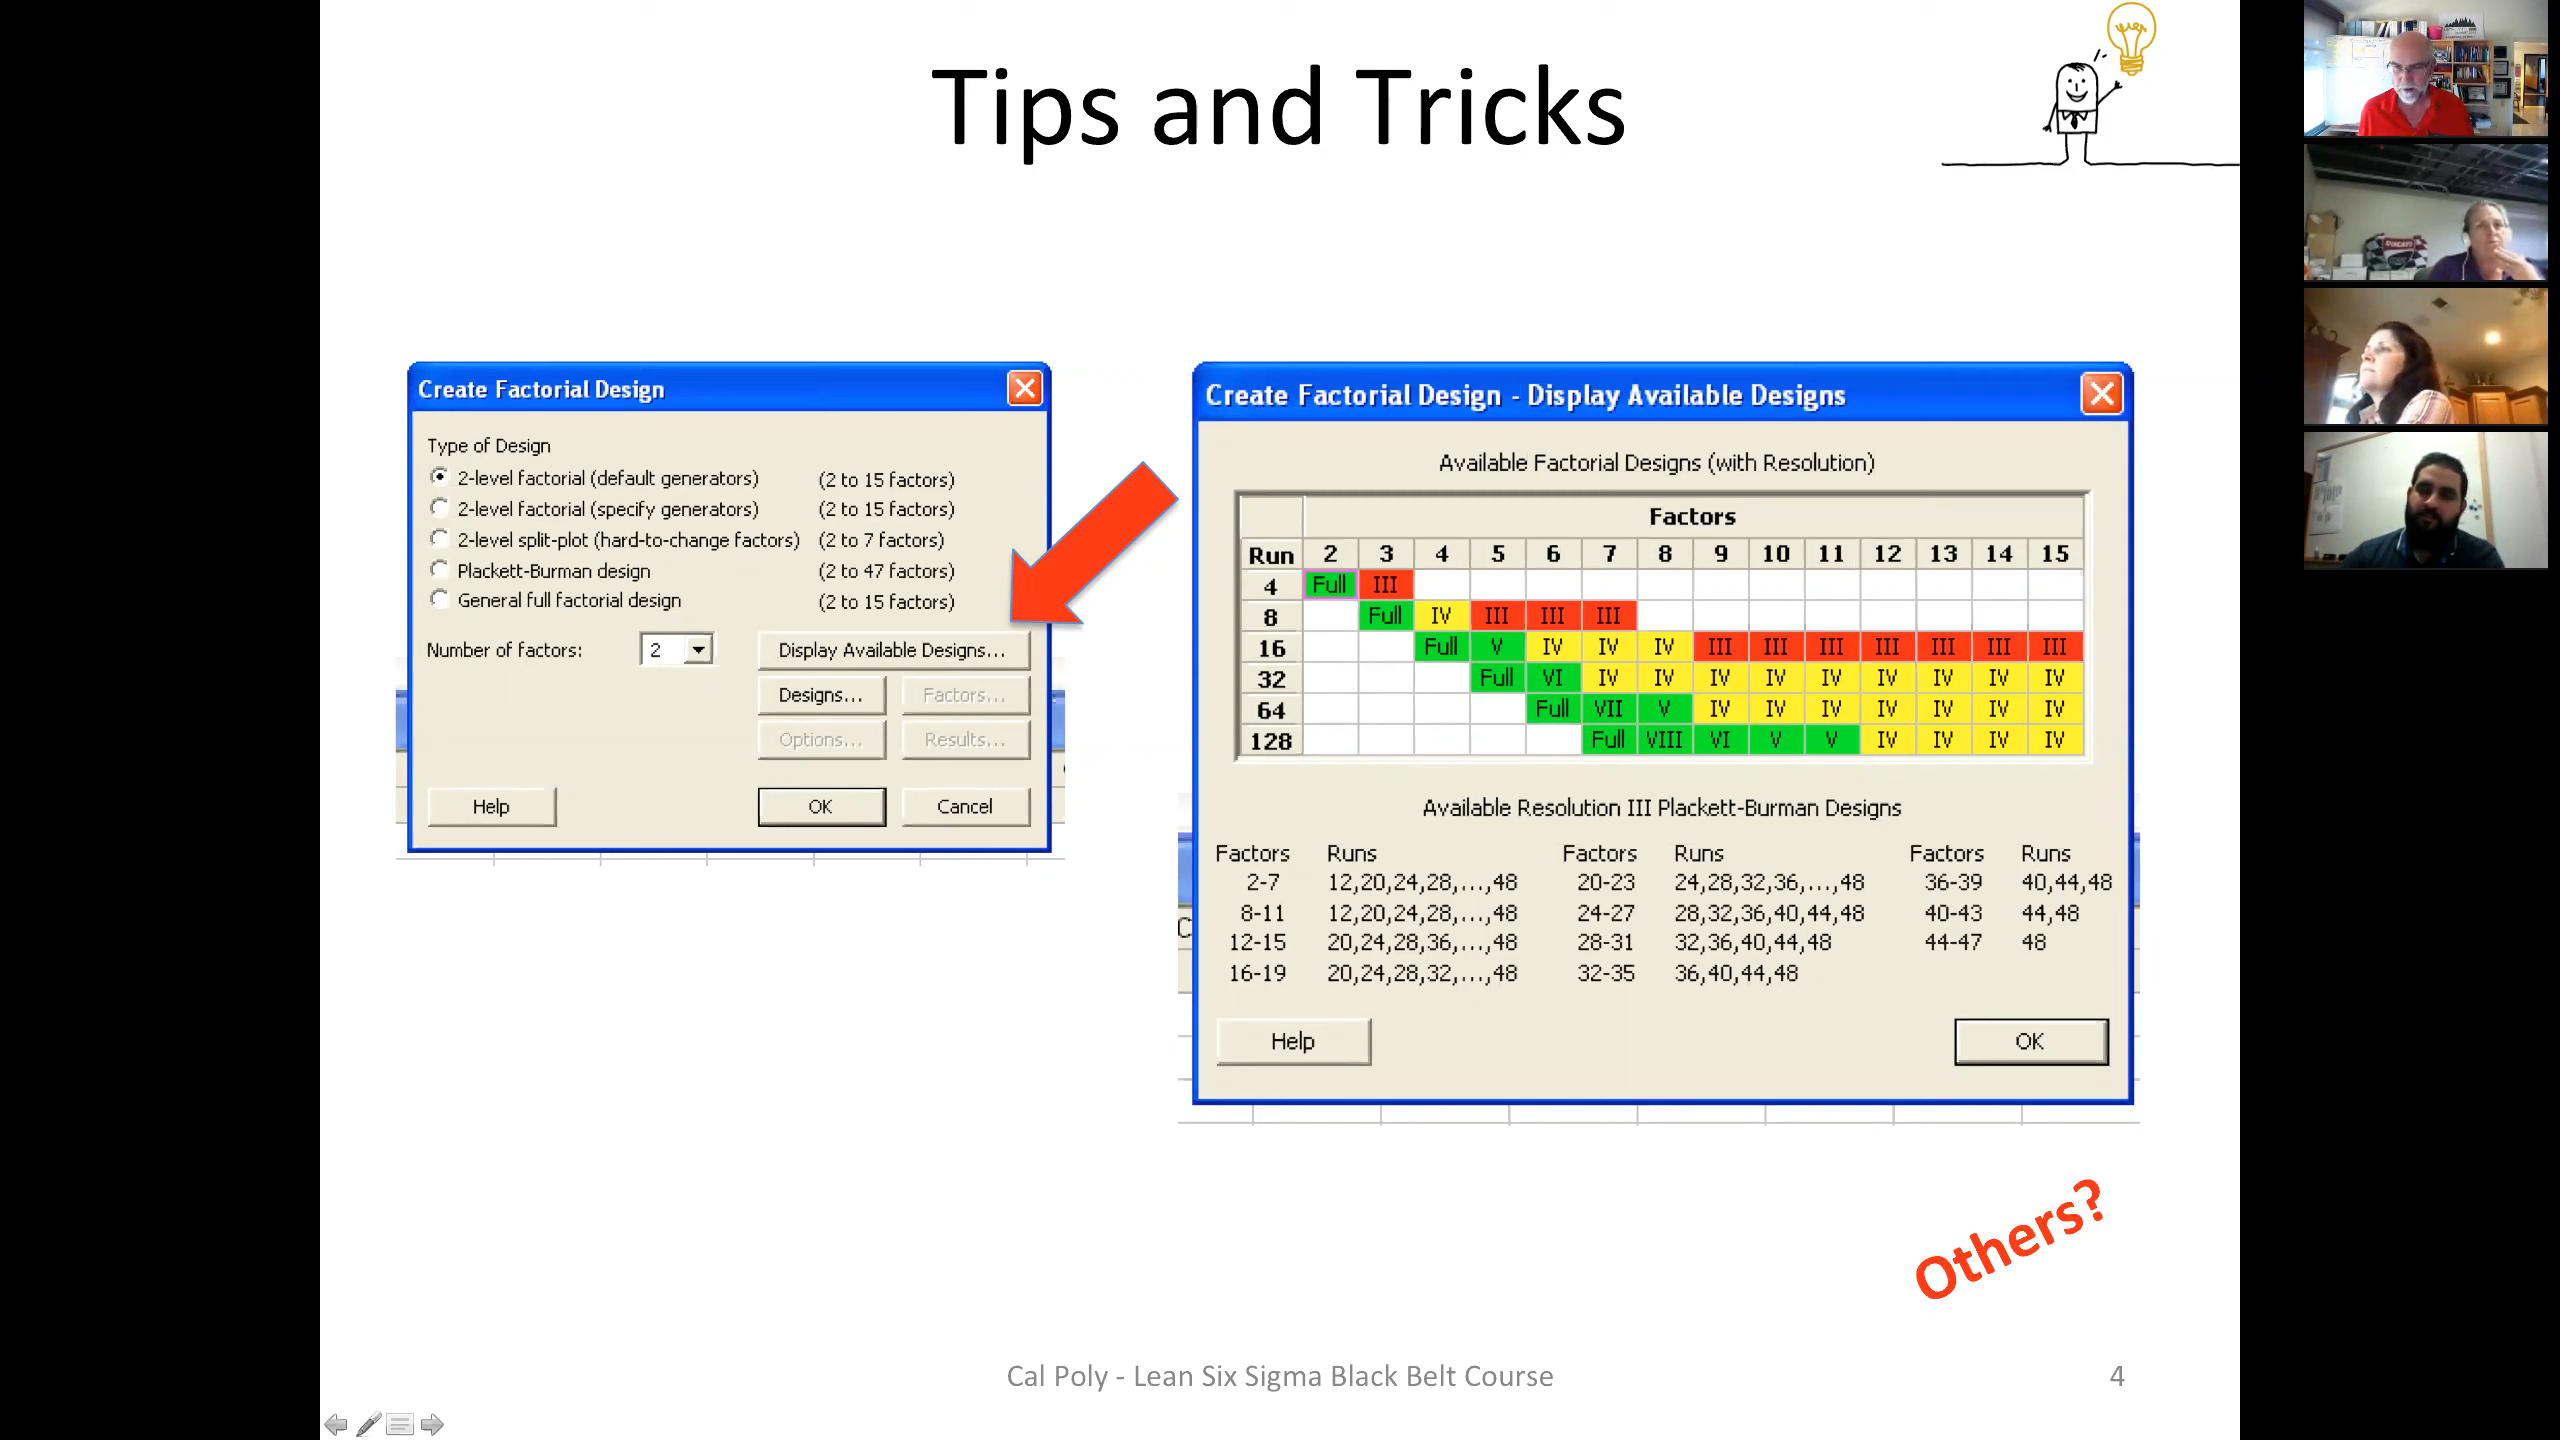 Tips and Tricks
Create Factorial Design
Type of Design
2-level factorial (default generators) (2 to 15 factors)
2-level factorial (specify generators) (2 to 15 factors)
2-level split-plot (hard-to-change factors) (2 to 7 factors)
Plackett-Burman design (2 to 47 factors)
General full factorial design (2 to 15 factors)
Number of factors: 2 Display Available Designs...
Designs... Factors...
Options... Results...
Help OK Cancel
Create Factorial Design - Display Available Designs
Available Factorial Designs (with Resolution)
Factors
Run 2 3 4 5 6 7 8 9 10 11 12 13 14 15
4 Full III
8 Full IV III III III
16 Full V IV IV IV III III III III III III III
32 Full VI IV IV IV IV IV IV IV IV IV
64 Full VII V IV IV IV IV IV IV IV
128 Full VIII VI V V IV IV IV IV
Available Resolution III Plackett-Burman Designs
Factors Runs Factors Runs Factors Runs
2-7 12,20,24,28,...,48 20-23 24,28,32,36,...,48 36-39 40,44,48
8-11 12,20,24,28,...,48 24-27 28,32,36,40,44,48 40-43 44,48
12-15 20,24,28,36,...,48 28-31 32,36,40,44,48 44-47 48
16-19 20,24,28,32,...,48 32-35 36,40,44,48
Help OK
Others?
Cal Poly - Lean Six Sigma Black Belt Course 4
DUCATI